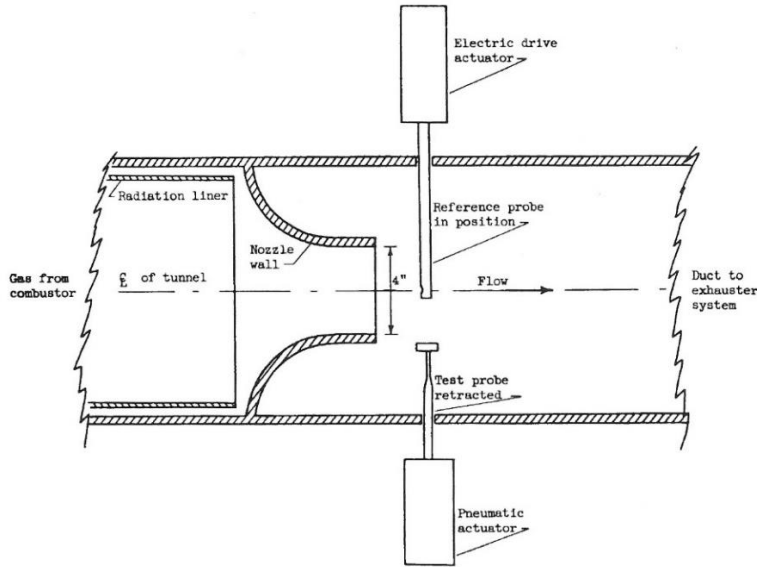 Electric drive
actuator
Radiation liner
Reference probe
in position
Nozzle
wall
Gas from
combustor
℄ of tunnel
4"
Flow
Duct to
exhauster
system
Test probe
retracted
Pneumatic
actuator